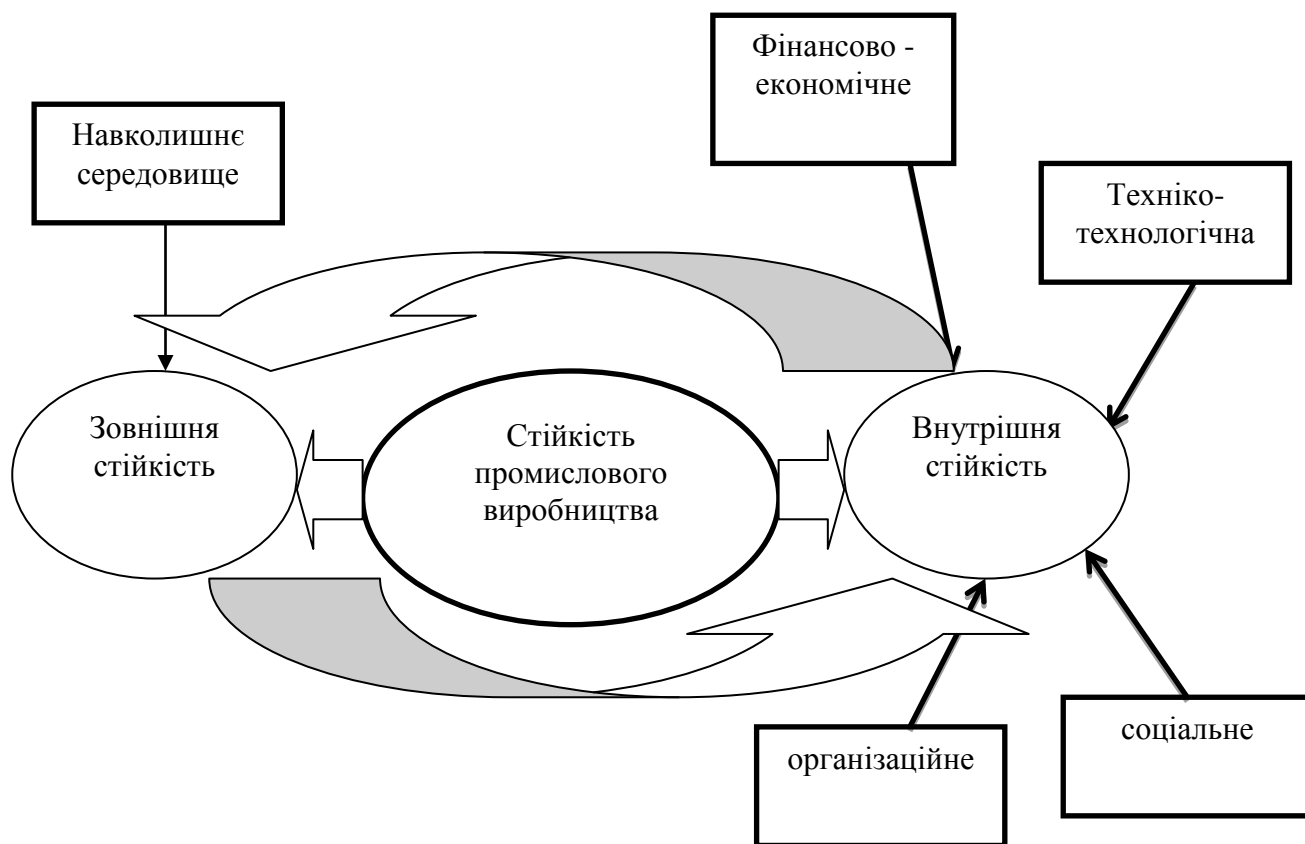 Фінансово -
економічне
Навколишнє
середовище
Техніко-
технологічна
Зовнішня
стійкість
Стійкість
промислового
виробництва
Внутрішня
стійкість
організаційне
соціальне